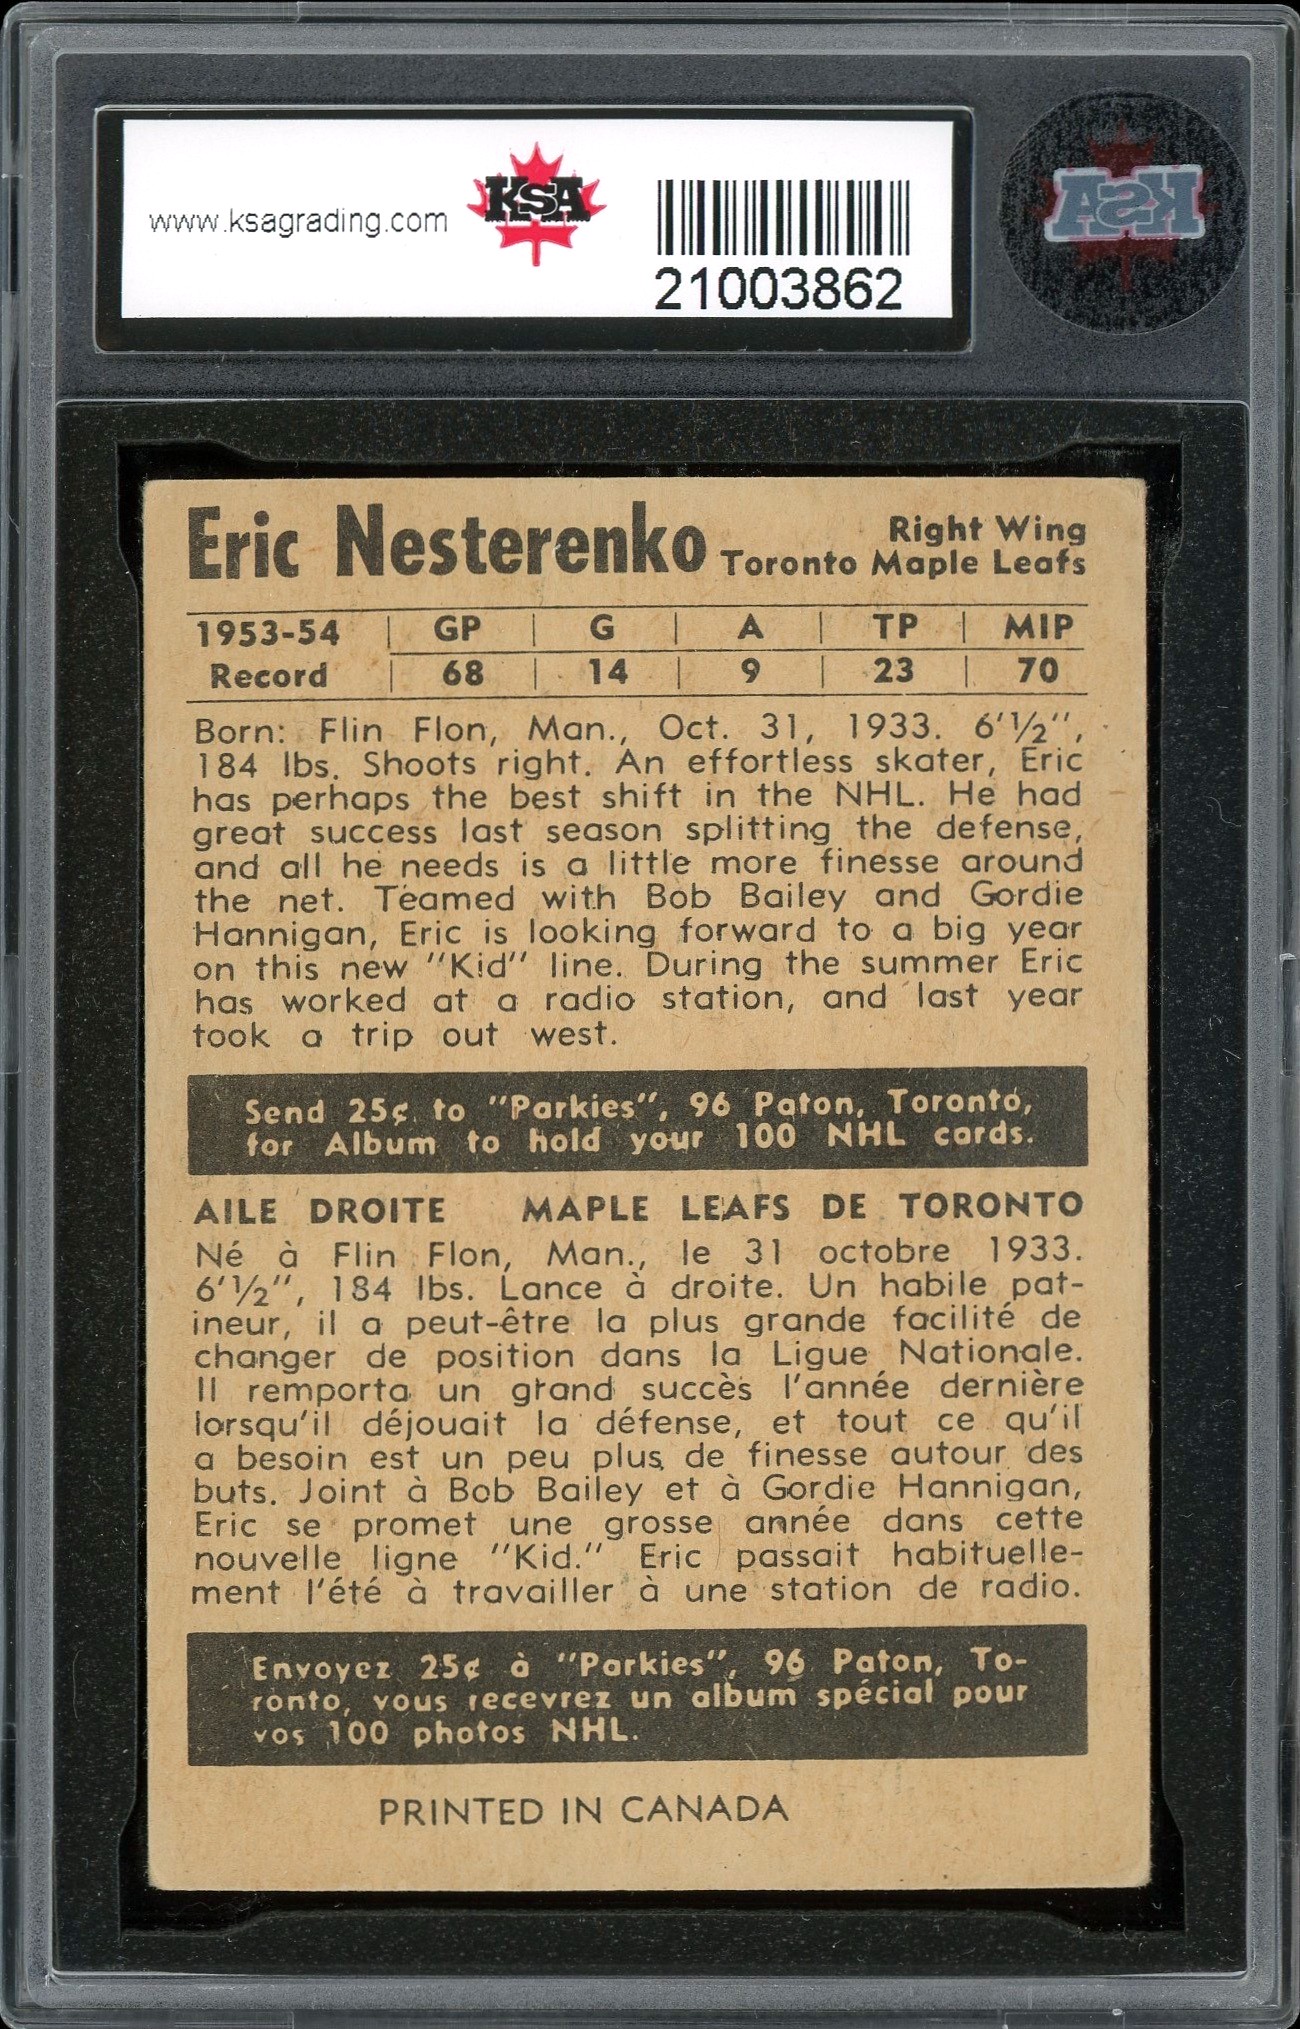 www.ksagrading.com
KSA
21003862
KSA
Eric Nesterenko
Right Wing
Toronto Maple Leafs
1953-54 | GP | G | A | TP | MIP
Record | 68 | 14 | 9 | 23 | 70
Born: Flin Flon, Man., Oct. 31, 1933. 6'½",
184 lbs. Shoots right. An effortless skater, Eric
has perhaps the best shift in the NHL. He had
great success last season splitting the defense,
and all he needs is a little more finesse around
the net. Teamed with Bob Bailey and Gordie
Hannigan, Eric is looking forward to a big year
on this new "Kid" line. During the summer Eric
has worked at a radio station, and last year
took a trip out west.
Send 25¢ to "Parkies", 96 Paton, Toronto,
for Album to hold your 100 NHL cards.
AILE DROITE MAPLE LEAFS DE TORONTO
Né à Flin Flon, Man., le 31 octobre 1933.
6'½", 184 lbs. Lance à droite. Un habile pat-
ineur, il a peut-être la plus grande facilité de
changer de position dans la Ligue Nationale.
Il remporta un grand succès l'année dernière
lorsqu'il déjouait la défense, et tout ce qu'il
a besoin est un peu plus de finesse autour des
buts. Joint à Bob Bailey et à Gordie Hannigan,
Eric se promet une grosse année dans cette
nouvelle ligne "Kid." Eric passait habituelle-
ment l'été à travailler à une station de radio.
Envoyez 25¢ à "Parkies", 96 Paton, To-
ronto, vous recevrez un album spécial pour
vos 100 photos NHL.
PRINTED IN CANADA